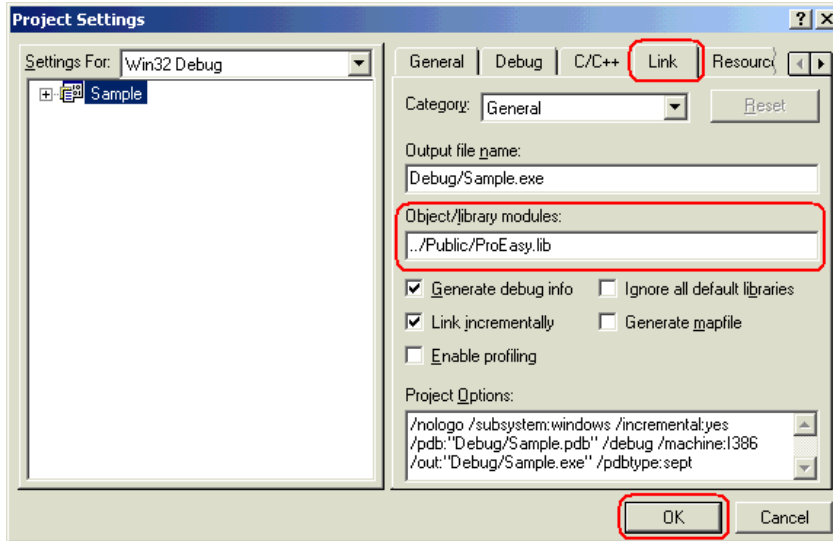 Project Settings
Settings For: Win32 Debug
Sample
General Debug C/C++ Link Resourc
Category: General Reset
Output file name:
Debug/Sample.exe
Object/library modules:
../Public/ProEasy.lib
Generate debug info Ignore all default libraries
Link incrementally Generate mapfile
Enable profiling
Project Options:
/nologo /subsystem:windows /incremental:yes
/pdb:"Debug/Sample.pdb" /debug /machine:I386
/out:"Debug/Sample.exe" /pdbtype:sept
OK Cancel